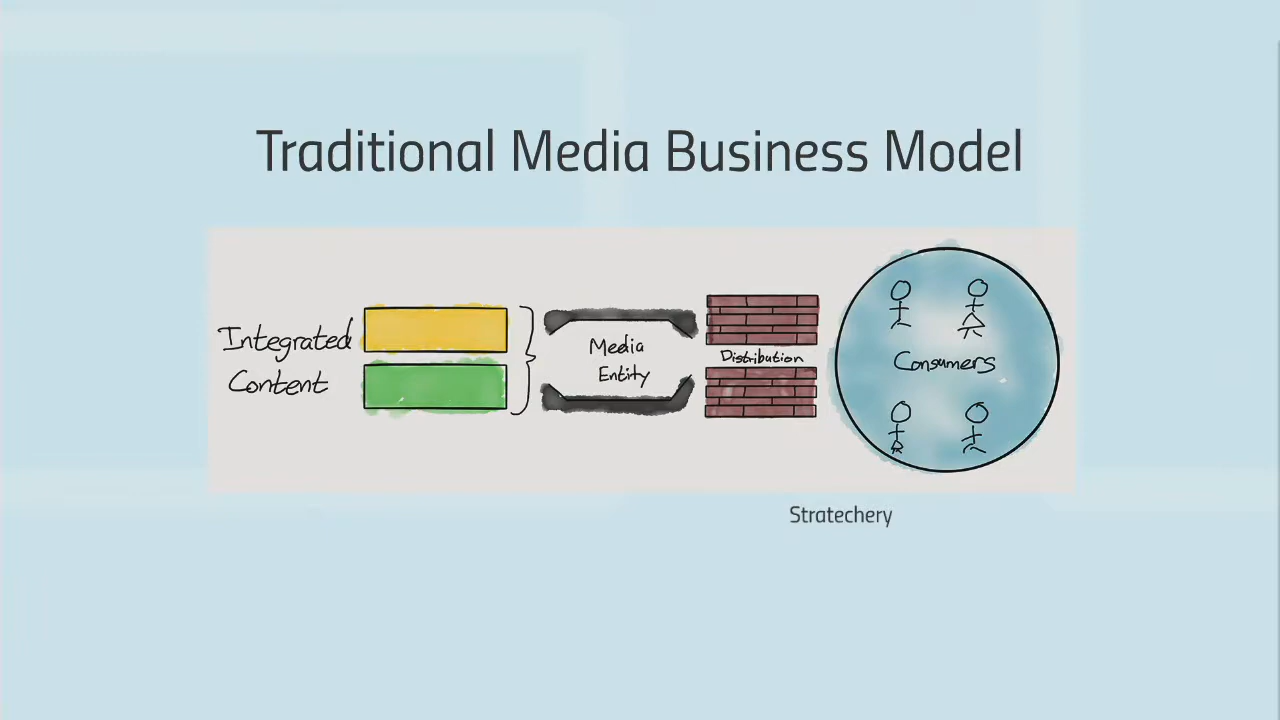 Traditional Media Business Model
Integrated
Content
Media
Entity
Distribution
Consumers
Stratechery